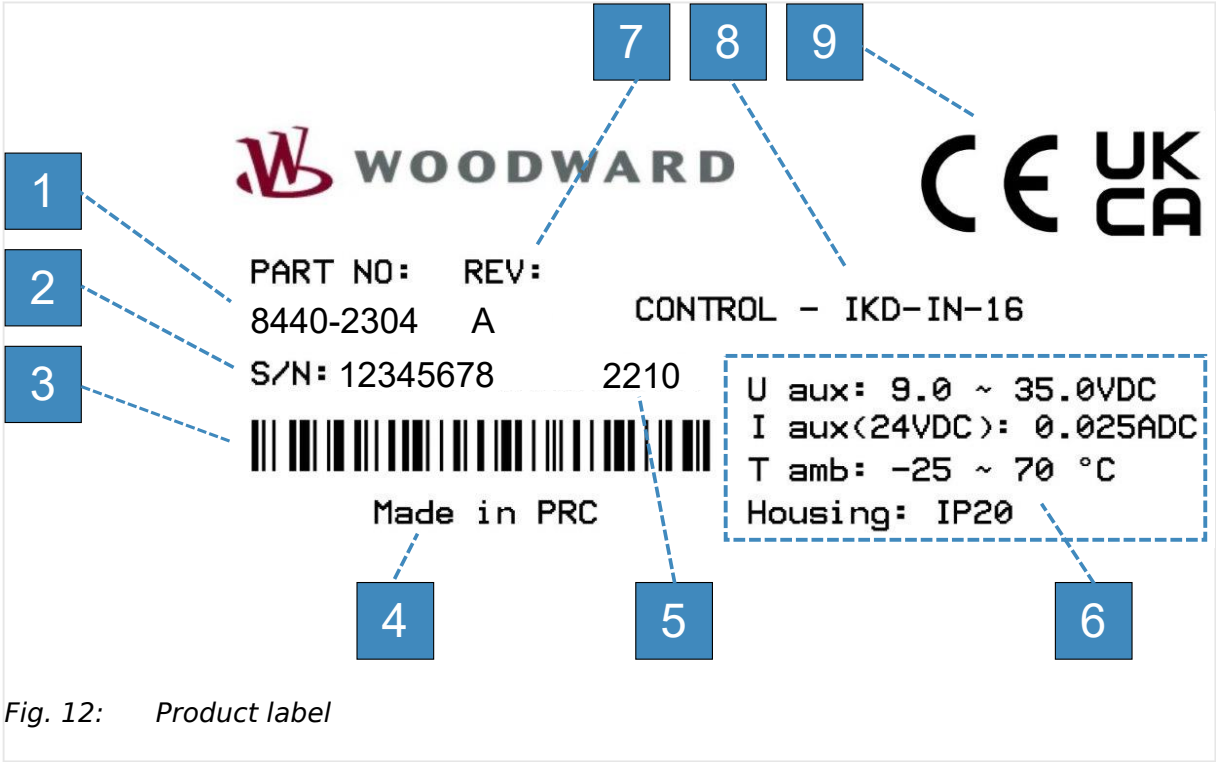 7 8 9
WOODWARD
CE UK CA
1
PART NO: REV:
2
8440-2304 A
CONTROL - IKD-IN-16
3
S/N: 12345678 2210
U aux: 9.0 ~ 35.0VDC
I aux(24VDC): 0.025ADC
T amb: -25 ~ 70 °C
Housing: IP20
Made in PRC
4 5 6
Fig. 12: Product label